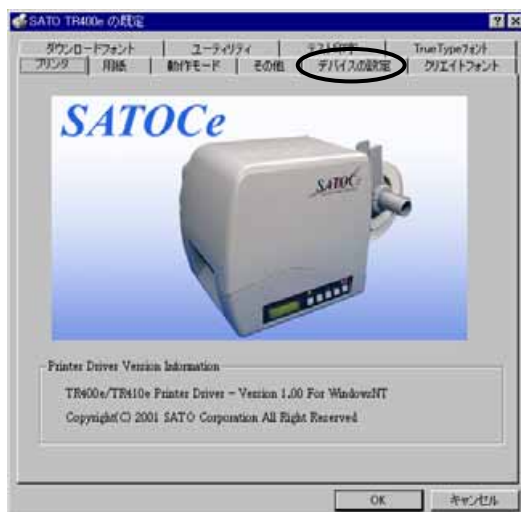 SATO TR400e の既定
ダウンロードフォント ユーティリティ テスト印字 TrueTypeフォント
プリンタ 用紙 動作モード その他 デバイスの設定 クリエイトフォント
SATOCe
SATOCe
Printer Driver Version Information
TR400e/TR410e Printer Driver - Version 1.00 For WindowsNT
Copyright(C) 2001 SATO Corporation All Right Reserved
OK キャンセル